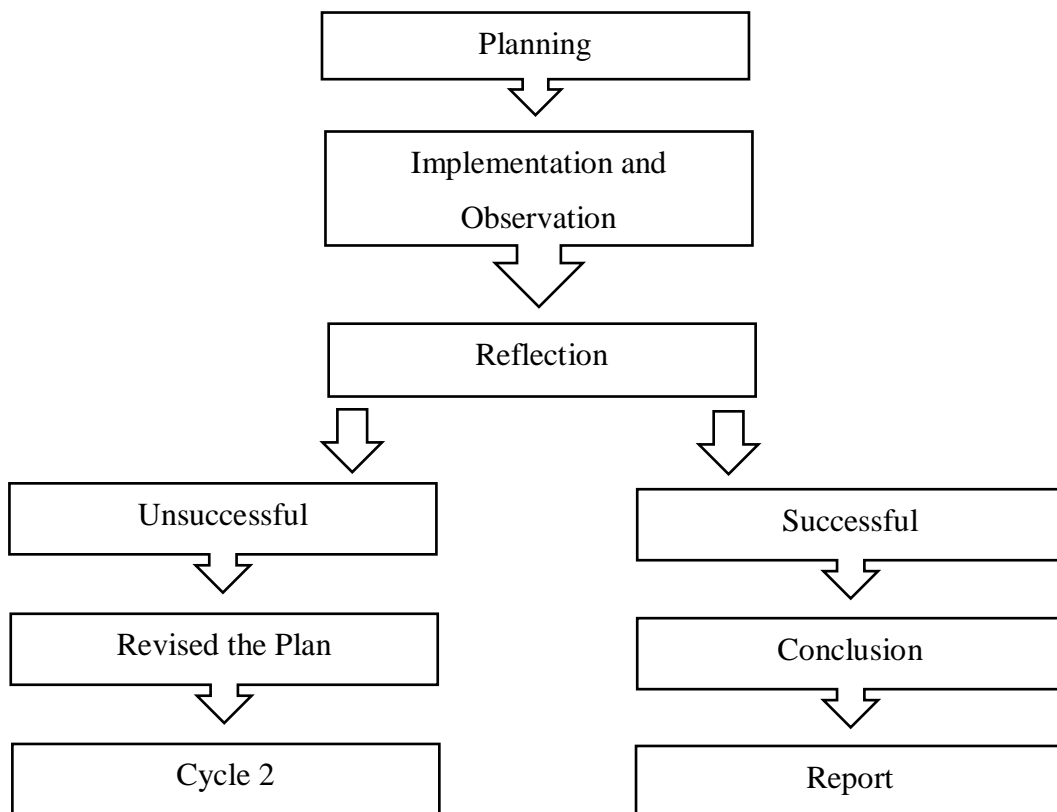 Planning
Implementation and
Observation
Reflection
Unsuccessful
Successful
Revised the Plan
Conclusion
Cycle 2
Report